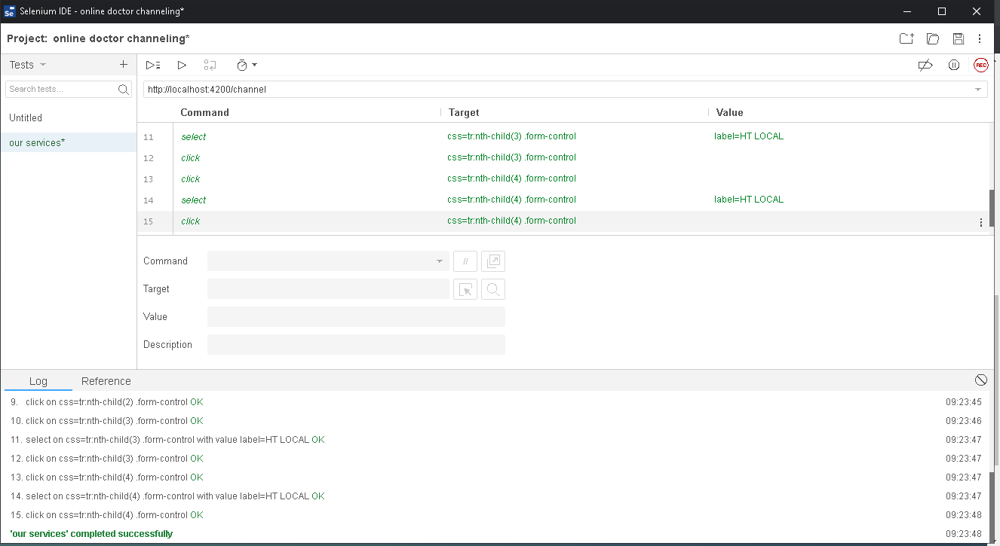 Se Selenium IDE - online doctor channeling*
Project: online doctor channeling*
Tests
Search tests...
Untitled
our services*
REC
http://localhost:4200/channel
Command Target Value
11 select css=tr:nth-child(3) .form-control label=HT LOCAL
12 click css=tr:nth-child(3) .form-control
13 click css=tr:nth-child(4) .form-control
14 select css=tr:nth-child(4) .form-control label=HT LOCAL
15 click css=tr:nth-child(4) .form-control
Command //
Target
Value
Description
Log Reference
9. click on css=tr:nth-child(2) .form-control OK 09:23:45
10. click on css=tr:nth-child(3) .form-control OK 09:23:46
11. select on css=tr:nth-child(3) .form-control with value label=HT LOCAL OK 09:23:47
12. click on css=tr:nth-child(3) .form-control OK 09:23:47
13. click on css=tr:nth-child(4) .form-control OK 09:23:47
14. select on css=tr:nth-child(4) .form-control with value label=HT LOCAL OK 09:23:47
15. click on css=tr:nth-child(4) .form-control OK 09:23:48
'our services' completed successfully 09:23:48